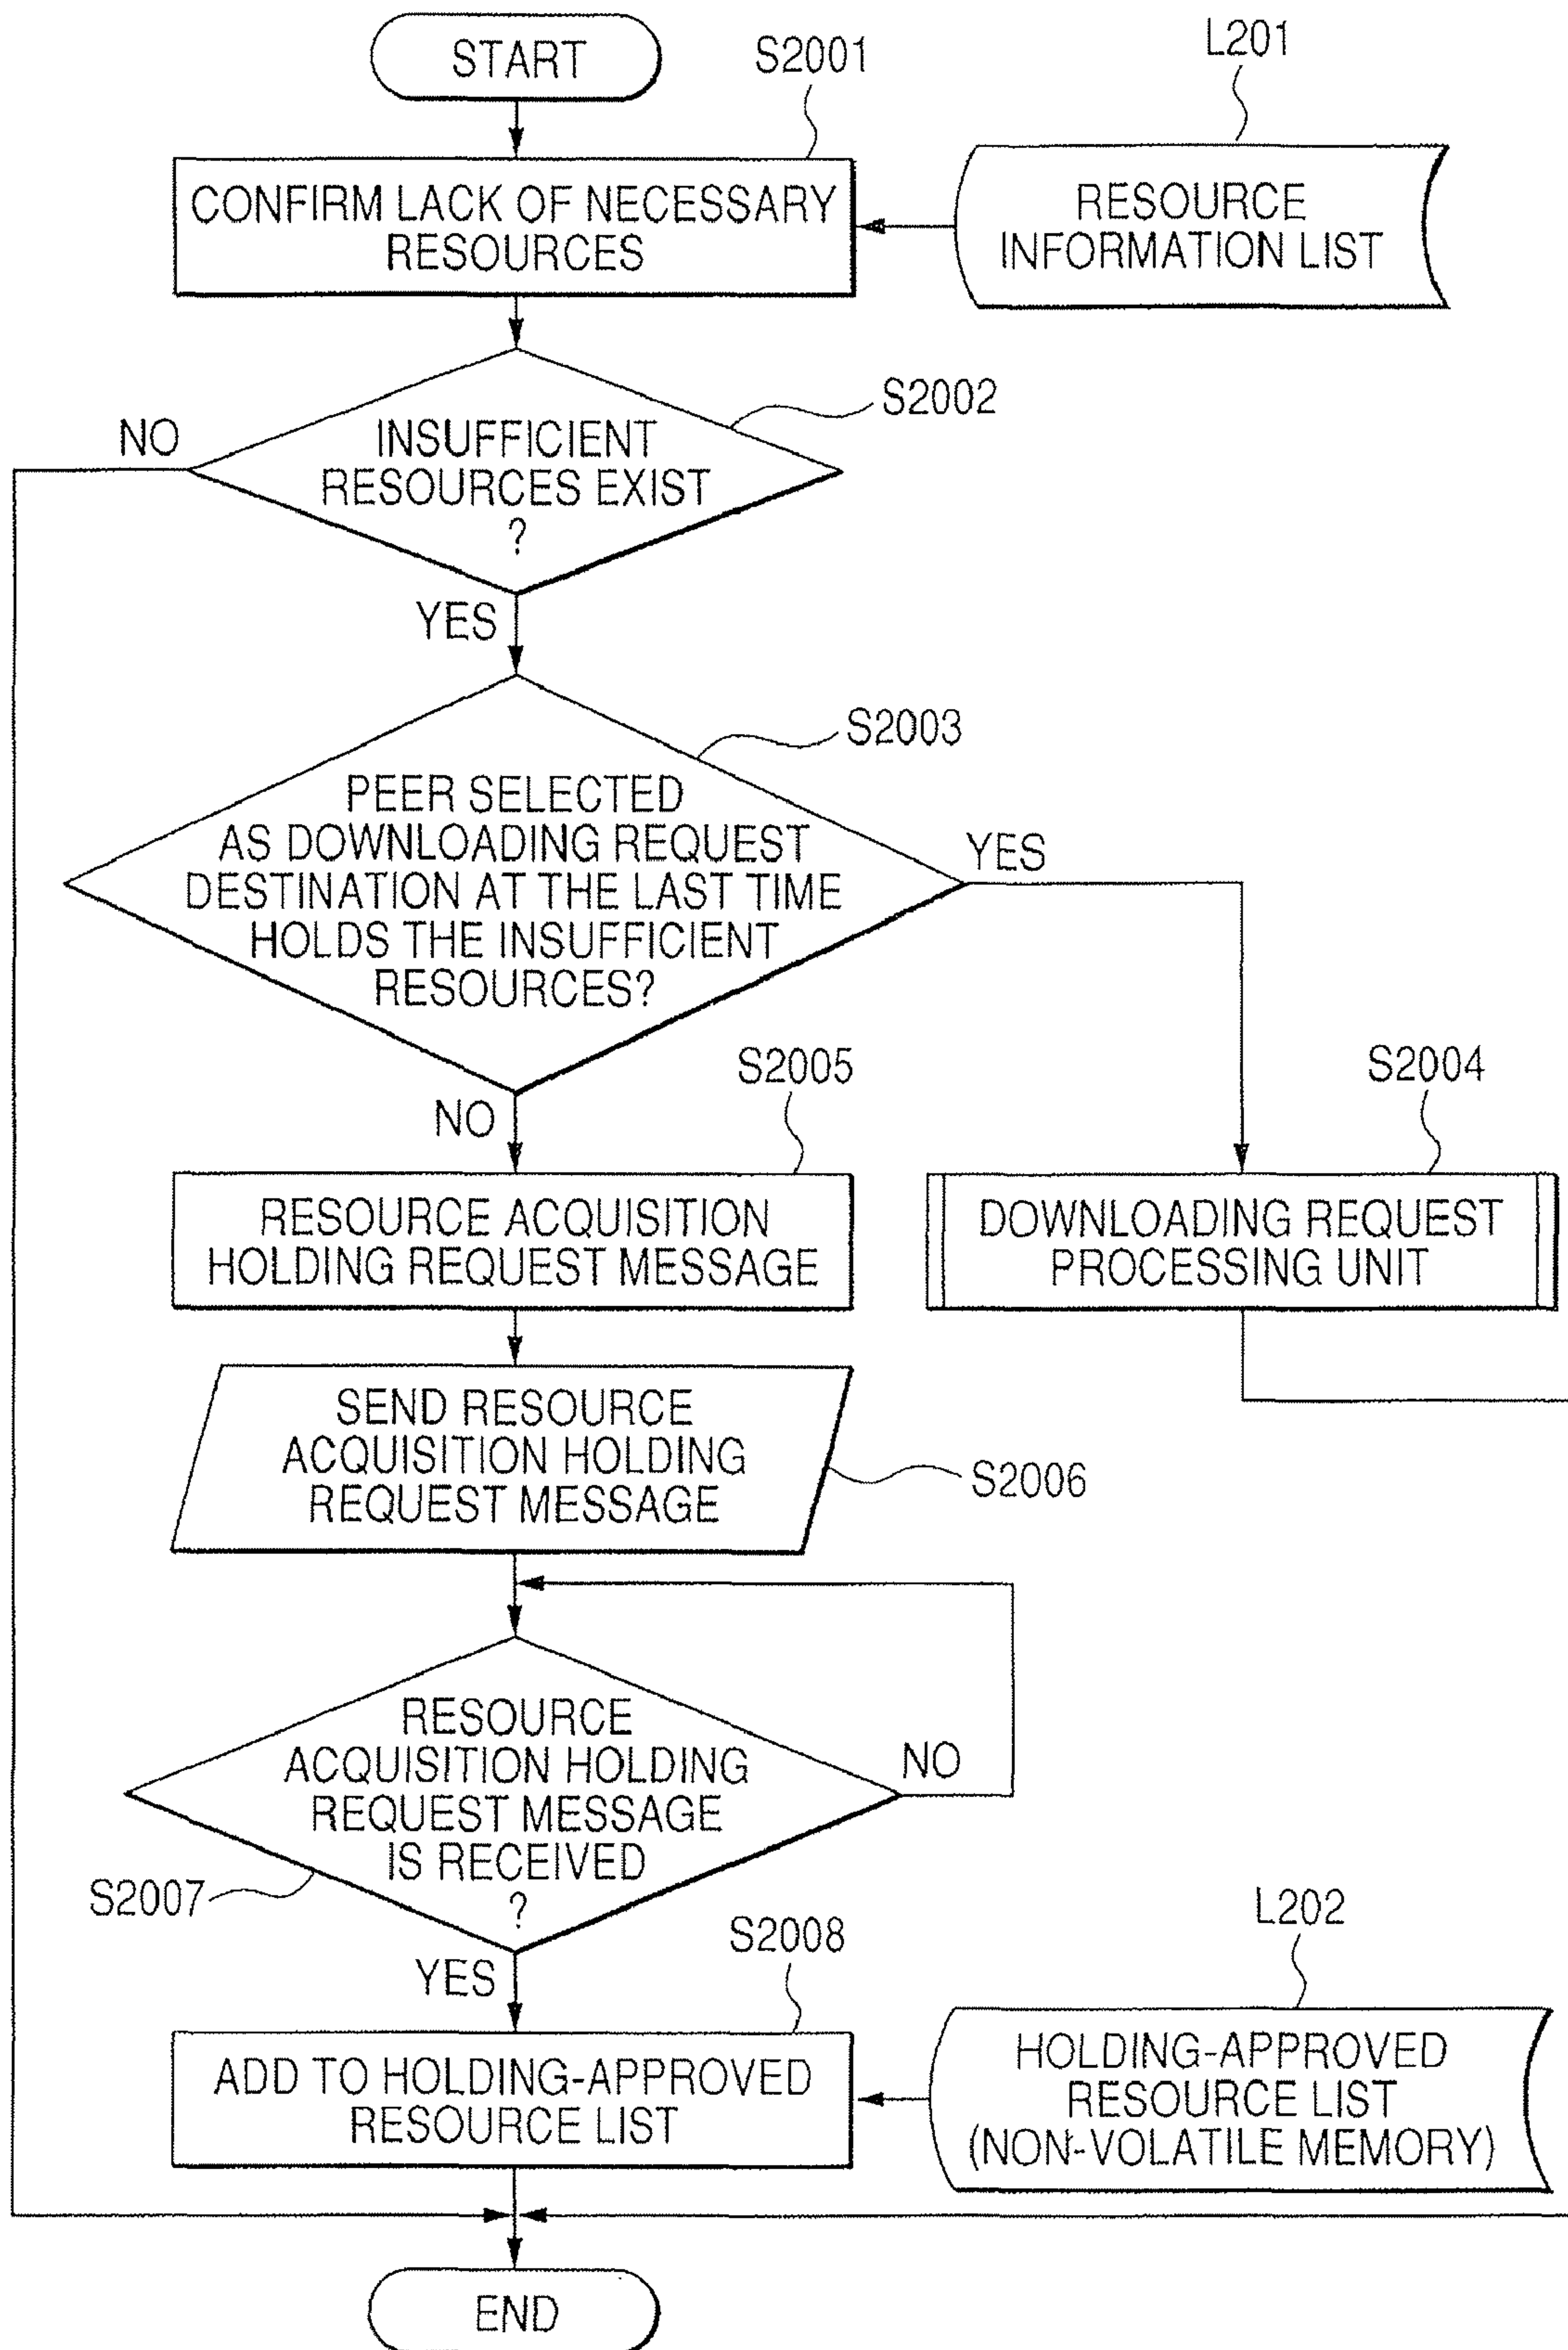 START
S2001
L201
CONFIRM LACK OF NECESSARY
RESOURCES
RESOURCE
INFORMATION LIST
S2002
NO
INSUFFICIENT
RESOURCES EXIST
?
YES
S2003
PEER SELECTED
AS DOWNLOADING REQUEST
DESTINATION AT THE LAST TIME
HOLDS THE INSUFFICIENT
RESOURCES?
YES
NO
S2005
S2004
RESOURCE ACQUISITION
HOLDING REQUEST MESSAGE
DOWNLOADING REQUEST
PROCESSING UNIT
SEND RESOURCE
ACQUISITION HOLDING
REQUEST MESSAGE
S2006
RESOURCE
ACQUISITION HOLDING
REQUEST MESSAGE
IS RECEIVED
?
NO
S2007
YES
S2008
L202
ADD TO HOLDING-APPROVED
RESOURCE LIST
HOLDING-APPROVED
RESOURCE LIST
(NON-VOLATILE MEMORY)
END